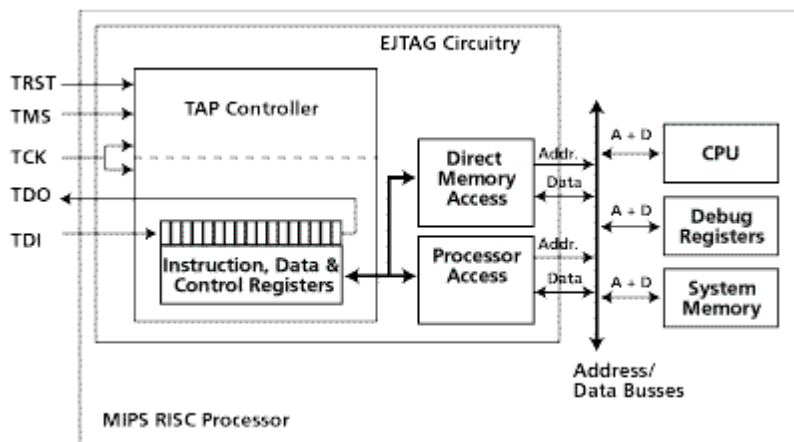 EJTAG Circuitry
TRST
TMS
TCK
TDO
TDI
TAP Controller
Instruction, Data &
Control Registers
Direct
Memory
Access
Processor
Access
Addr.
Data
Addr.
Data
A + D
CPU
A + D
Debug
Registers
A + D
System
Memory
Address/
Data Busses
MIPS RISC Processor